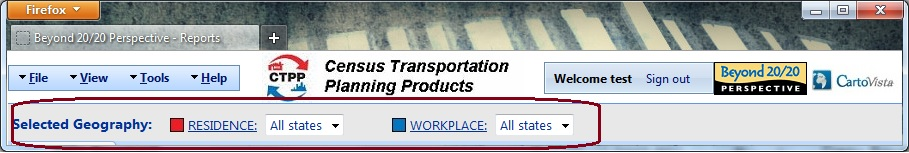 Firefox
Beyond 20/20 Perspective - Reports
File View Tools Help
CTPP
Census Transportation
Planning Products
Welcome test Sign out
Beyond 20/20
PERSPECTIVE
CartoVista
Selected Geography: RESIDENCE: All states WORKPLACE: All states